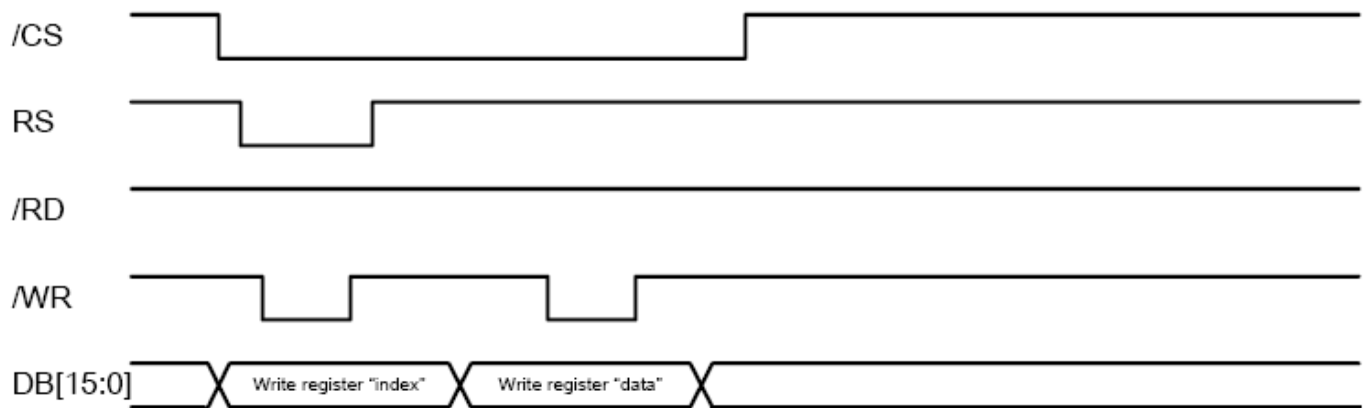 /CS
RS
/RD
/WR
DB[15:0] Write register “index” Write register “data”